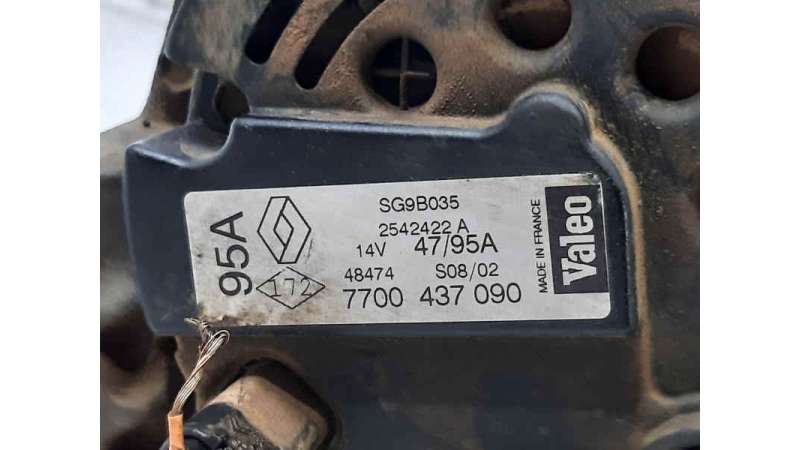 95A
SG9B035
2542422 A
14V 47/95A
48474 S08/02
172
7700 437 090
MADE IN FRANCE
Valeo